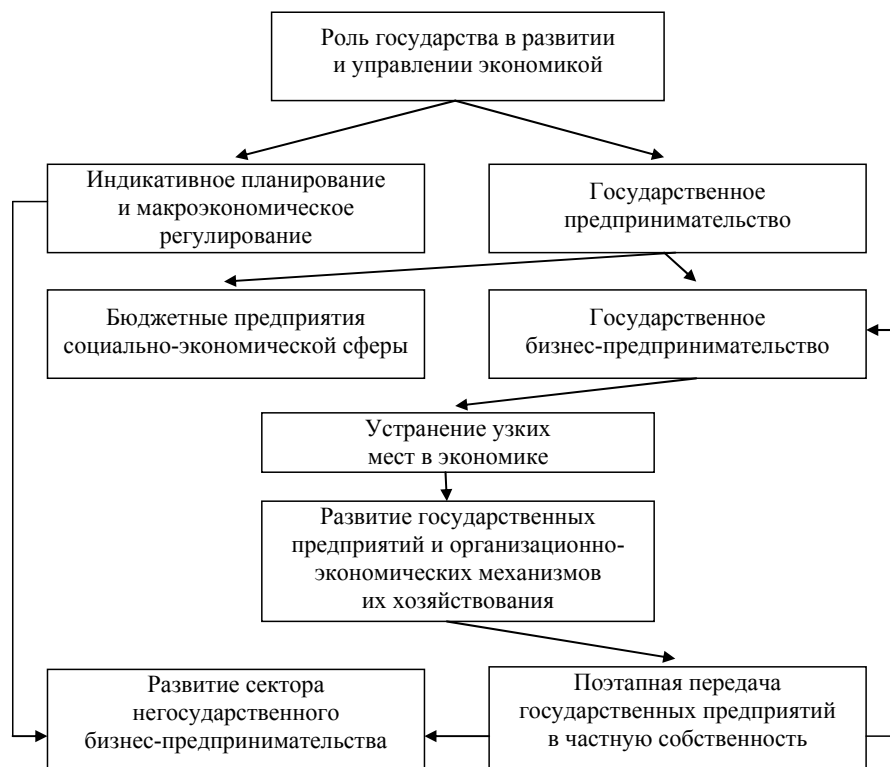 Роль государства в развитии
и управлении экономикой
Индикативное планирование
и макроэкономическое
регулирование
Государственное
предпринимательство
Бюджетные предприятия
социально-экономической сферы
Государственное
бизнес-предпринимательство
Устранение узких
мест в экономике
Развитие государственных
предприятий и организационно-
экономических механизмов
их хозяйствования
Развитие сектора
негосударственного
бизнес-предпринимательства
Поэтапная передача
государственных предприятий
в частную собственность